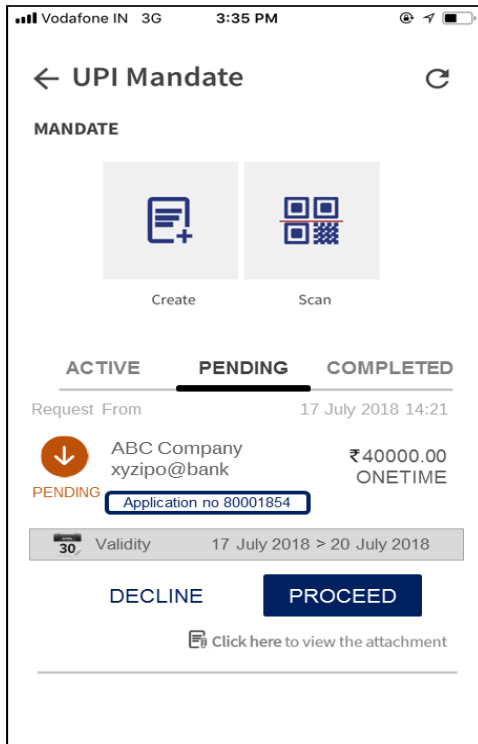 Vodafone IN 3G 3:35 PM
UPI Mandate
MANDATE
Create Scan
ACTIVE PENDING COMPLETED
Request From 17 July 2018 14:21
ABC Company ₹40000.00
xyzipo@bank ONETIME
PENDING
Application no 80001854
30 Validity 17 July 2018 > 20 July 2018
DECLINE PROCEED
Click here to view the attachment